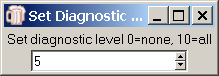 Set Diagnostic ...
Set diagnostic level 0=none, 10=all
5